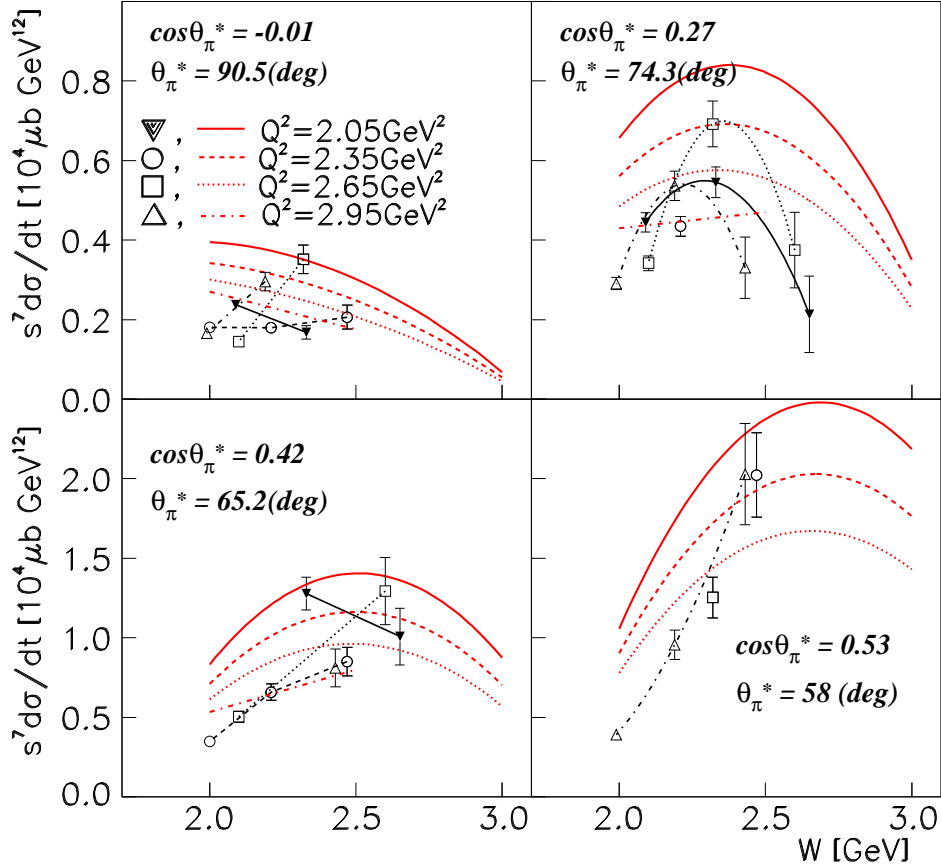 cosθπ* = -0.01
θπ* = 90.5(deg)
, Q²=2.05GeV²
, Q²=2.35GeV²
, Q²=2.65GeV²
, Q²=2.95GeV²
cosθπ* = 0.27
θπ* = 74.3(deg)
s⁷dσ/dt [10⁴μb GeV¹²]
0.8
0.6
0.4
0.2
0.0
cosθπ* = 0.42
θπ* = 65.2(deg)
cosθπ* = 0.53
θπ* = 58 (deg)
s⁷dσ/dt [10⁴μb GeV¹²]
2.0
1.5
1.0
0.5
0.0
2.0 2.5 3.0
2.0 2.5 3.0
W [GeV]